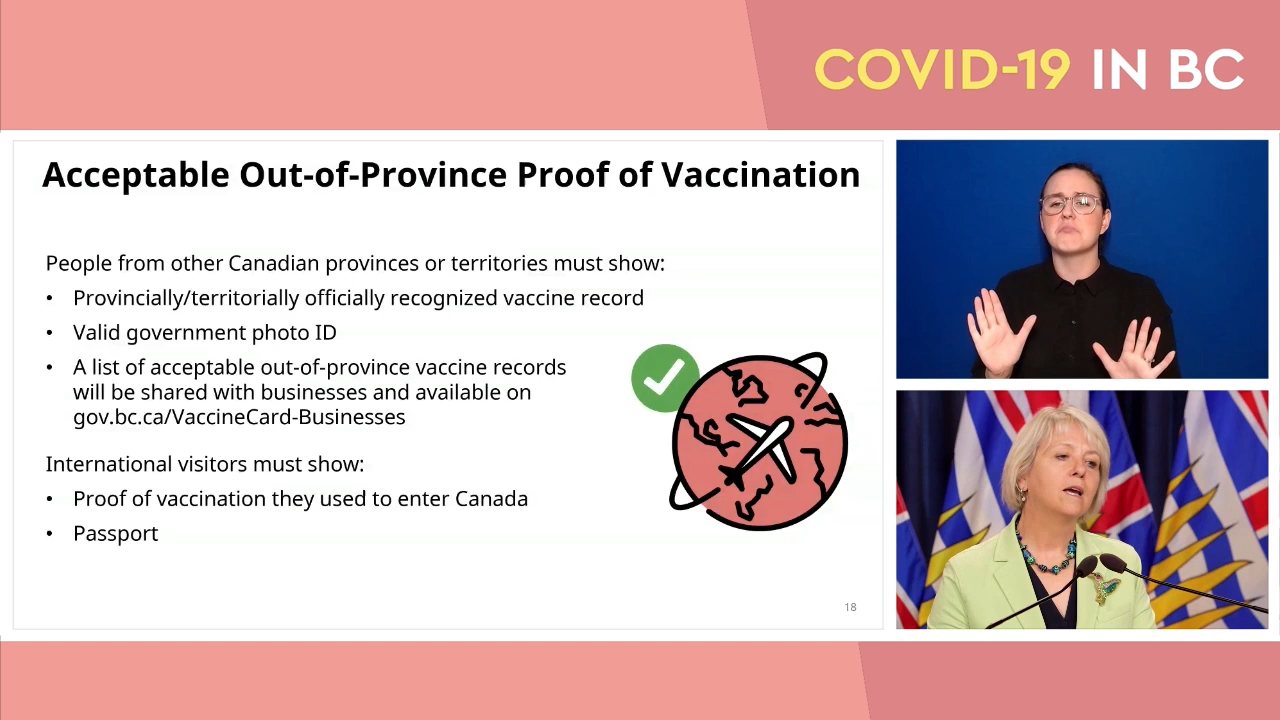 COVID-19 IN BC
Acceptable Out-of-Province Proof of Vaccination
People from other Canadian provinces or territories must show:
• Provincially/territorially officially recognized vaccine record
• Valid government photo ID
• A list of acceptable out-of-province vaccine records
will be shared with businesses and available on
gov.bc.ca/VaccineCard-Businesses
International visitors must show:
• Proof of vaccination they used to enter Canada
• Passport
18